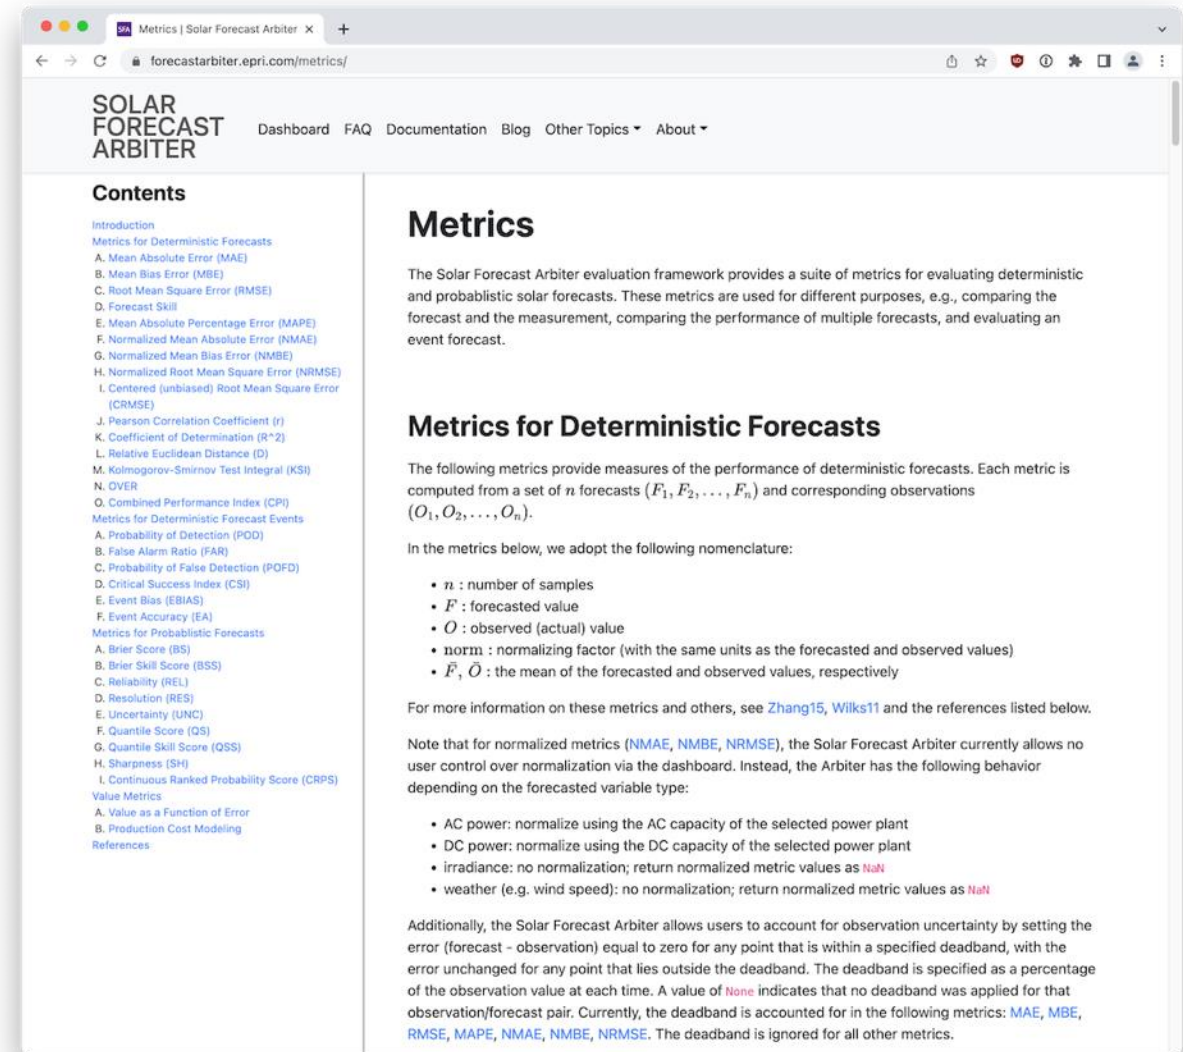 SFA Metrics | Solar Forecast Arbiter
forecastarbiter.epri.com/metrics/
SOLAR
FORECAST
ARBITER
Dashboard FAQ Documentation Blog Other Topics About
Contents
Introduction
Metrics for Deterministic Forecasts
A. Mean Absolute Error (MAE)
B. Mean Bias Error (MBE)
C. Root Mean Square Error (RMSE)
D. Forecast Skill
E. Mean Absolute Percentage Error (MAPE)
F. Normalized Mean Absolute Error (NMAE)
G. Normalized Mean Bias Error (NMBE)
H. Normalized Root Mean Square Error (NRMSE)
I. Centered (unbiased) Root Mean Square Error
(CRMSE)
J. Pearson Correlation Coefficient (r)
K. Coefficient of Determination (R^2)
L. Relative Euclidean Distance (D)
M. Kolmogorov-Smirnov Test Integral (KSI)
N. OVER
O. Combined Performance Index (CPI)
Metrics for Deterministic Forecast Events
A. Probability of Detection (POD)
B. False Alarm Ratio (FAR)
C. Probability of False Detection (POFD)
D. Critical Success Index (CSI)
E. Event Bias (EBIAS)
F. Event Accuracy (EA)
Metrics for Probablistic Forecasts
A. Brier Score (BS)
B. Brier Skill Score (BSS)
C. Reliability (REL)
D. Resolution (RES)
E. Uncertainty (UNC)
F. Quantile Score (QS)
G. Quantile Skill Score (QSS)
H. Sharpness (SH)
I. Continuous Ranked Probability Score (CRPS)
Value Metrics
A. Value as a Function of Error
B. Production Cost Modeling
References
Metrics
The Solar Forecast Arbiter evaluation framework provides a suite of metrics for evaluating deterministic
and probablistic solar forecasts. These metrics are used for different purposes, e.g., comparing the
forecast and the measurement, comparing the performance of multiple forecasts, and evaluating an
event forecast.
Metrics for Deterministic Forecasts
The following metrics provide measures of the performance of deterministic forecasts. Each metric is
computed from a set of n forecasts (F₁, F₂, . . . , Fₙ) and corresponding observations
(O₁, O₂, . . . , Oₙ).
In the metrics below, we adopt the following nomenclature:
• n : number of samples
• F : forecasted value
• O : observed (actual) value
• norm : normalizing factor (with the same units as the forecasted and observed values)
• F̄, Ō : the mean of the forecasted and observed values, respectively
For more information on these metrics and others, see Zhang15, Wilks11 and the references listed below.
Note that for normalized metrics (NMAE, NMBE, NRMSE), the Solar Forecast Arbiter currently allows no
user control over normalization via the dashboard. Instead, the Arbiter has the following behavior
depending on the forecasted variable type:
• AC power: normalize using the AC capacity of the selected power plant
• DC power: normalize using the DC capacity of the selected power plant
• irradiance: no normalization; return normalized metric values as NaN
• weather (e.g. wind speed): no normalization; return normalized metric values as NaN
Additionally, the Solar Forecast Arbiter allows users to account for observation uncertainty by setting the
error (forecast - observation) equal to zero for any point that is within a specified deadband, with the
error unchanged for any point that lies outside the deadband. The deadband is specified as a percentage
of the observation value at each time. A value of None indicates that no deadband was applied for that
observation/forecast pair. Currently, the deadband is accounted for in the following metrics: MAE, MBE,
RMSE, MAPE, NMAE, NMBE, NRMSE. The deadband is ignored for all other metrics.